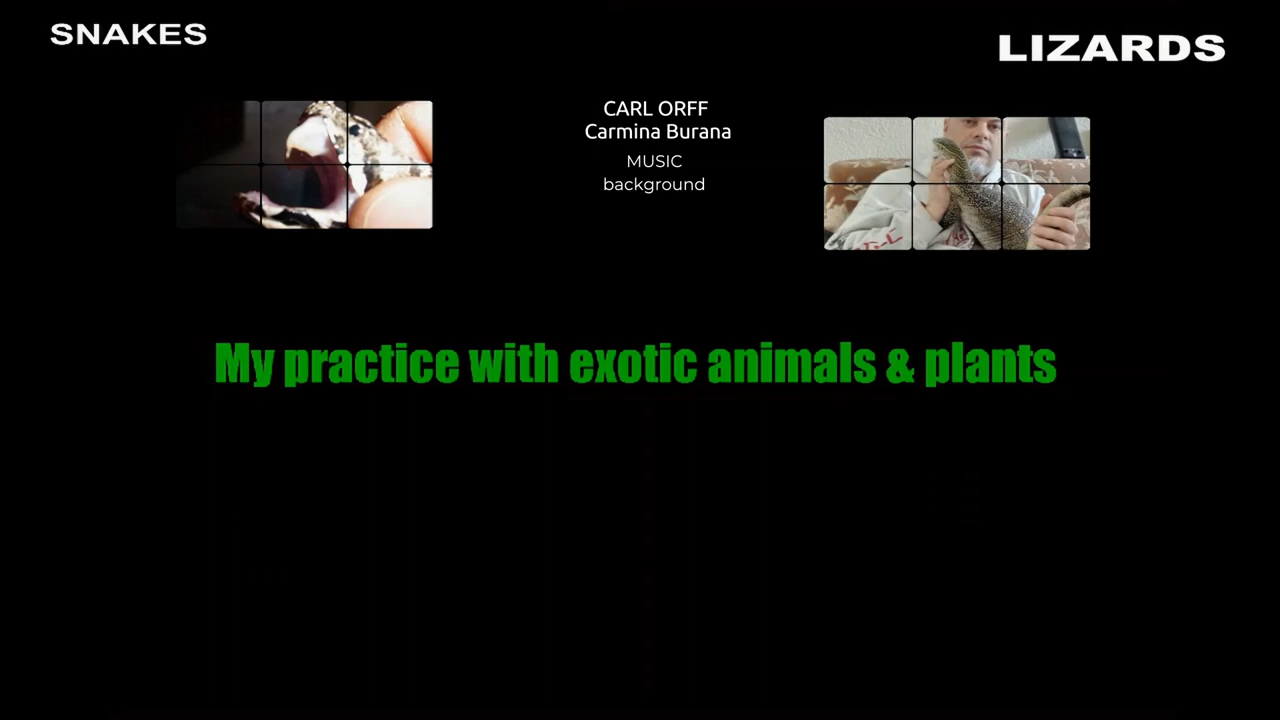 SNAKES
LIZARDS
CARL ORFF
Carmina Burana
MUSIC
background
My practice with exotic animals & plants